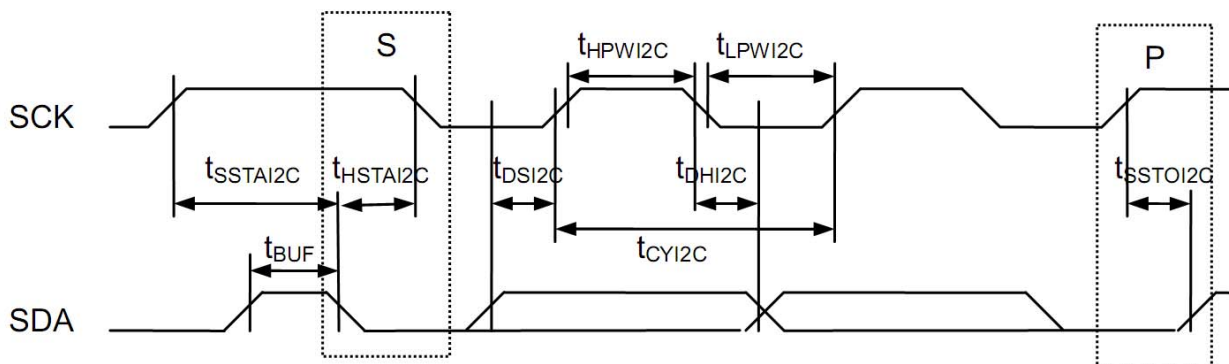 S
tHPWI2C tLPWI2C
P
SCK
tSSTAI2C tHSTAI2C tDSI2C tDHI2C tSSTOI2C
tBUF tCYI2C
SDA